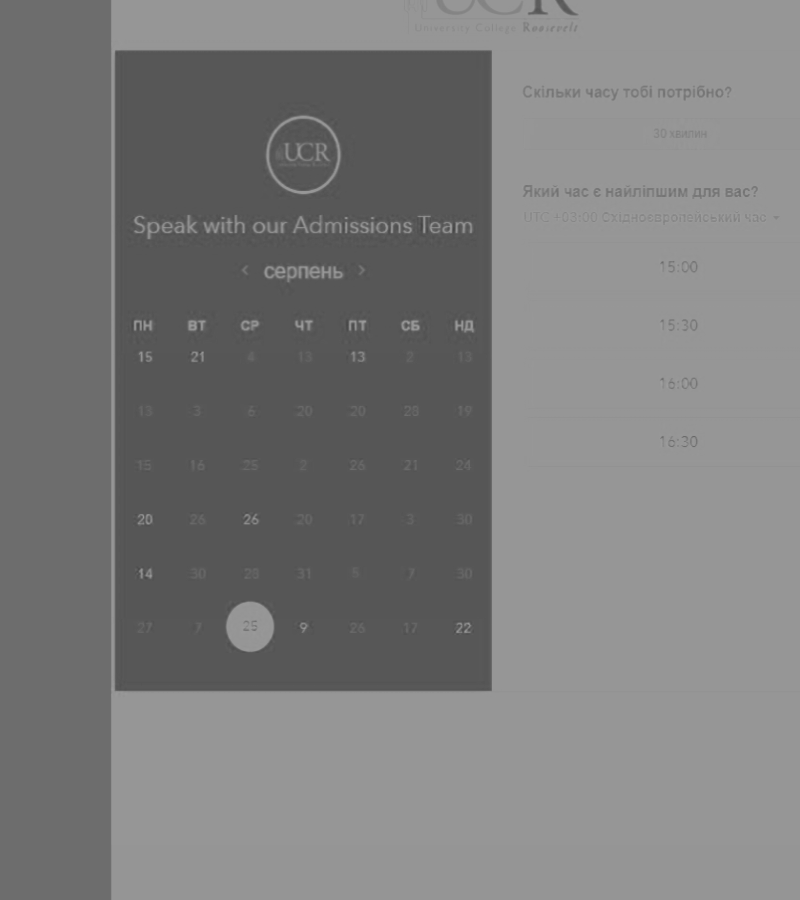 UCR
University College Roosevelt
UCR
Speak with our Admissions Team
‹ серпень ›
ПН ВТ СР ЧТ ПТ СБ НД
15 21 4 13 13 2 13
13 3 6 20 20 28 19
15 16 25 2 26 21 24
20 26 26 20 17 3 30
14 30 28 31 5 7 30
27 7 25 9 26 17 22
Скільки часу тобі потрібно?
30 хвилин
Який час є найліпшим для вас?
UTC +03:00 Східноєвропейський час
15:00
15:30
16:00
16:30